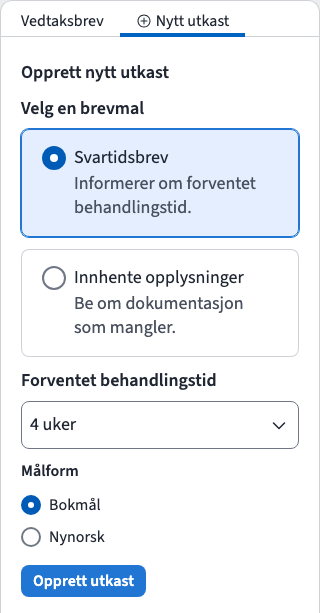 Vedtaksbrev
Nytt utkast
Opprett nytt utkast
Velg en brevmal
Svartidsbrev
Informerer om forventet
behandlingstid.
Innhente opplysninger
Be om dokumentasjon
som mangler.
Forventet behandlingstid
4 uker
Målform
Bokmål
Nynorsk
Opprett utkast